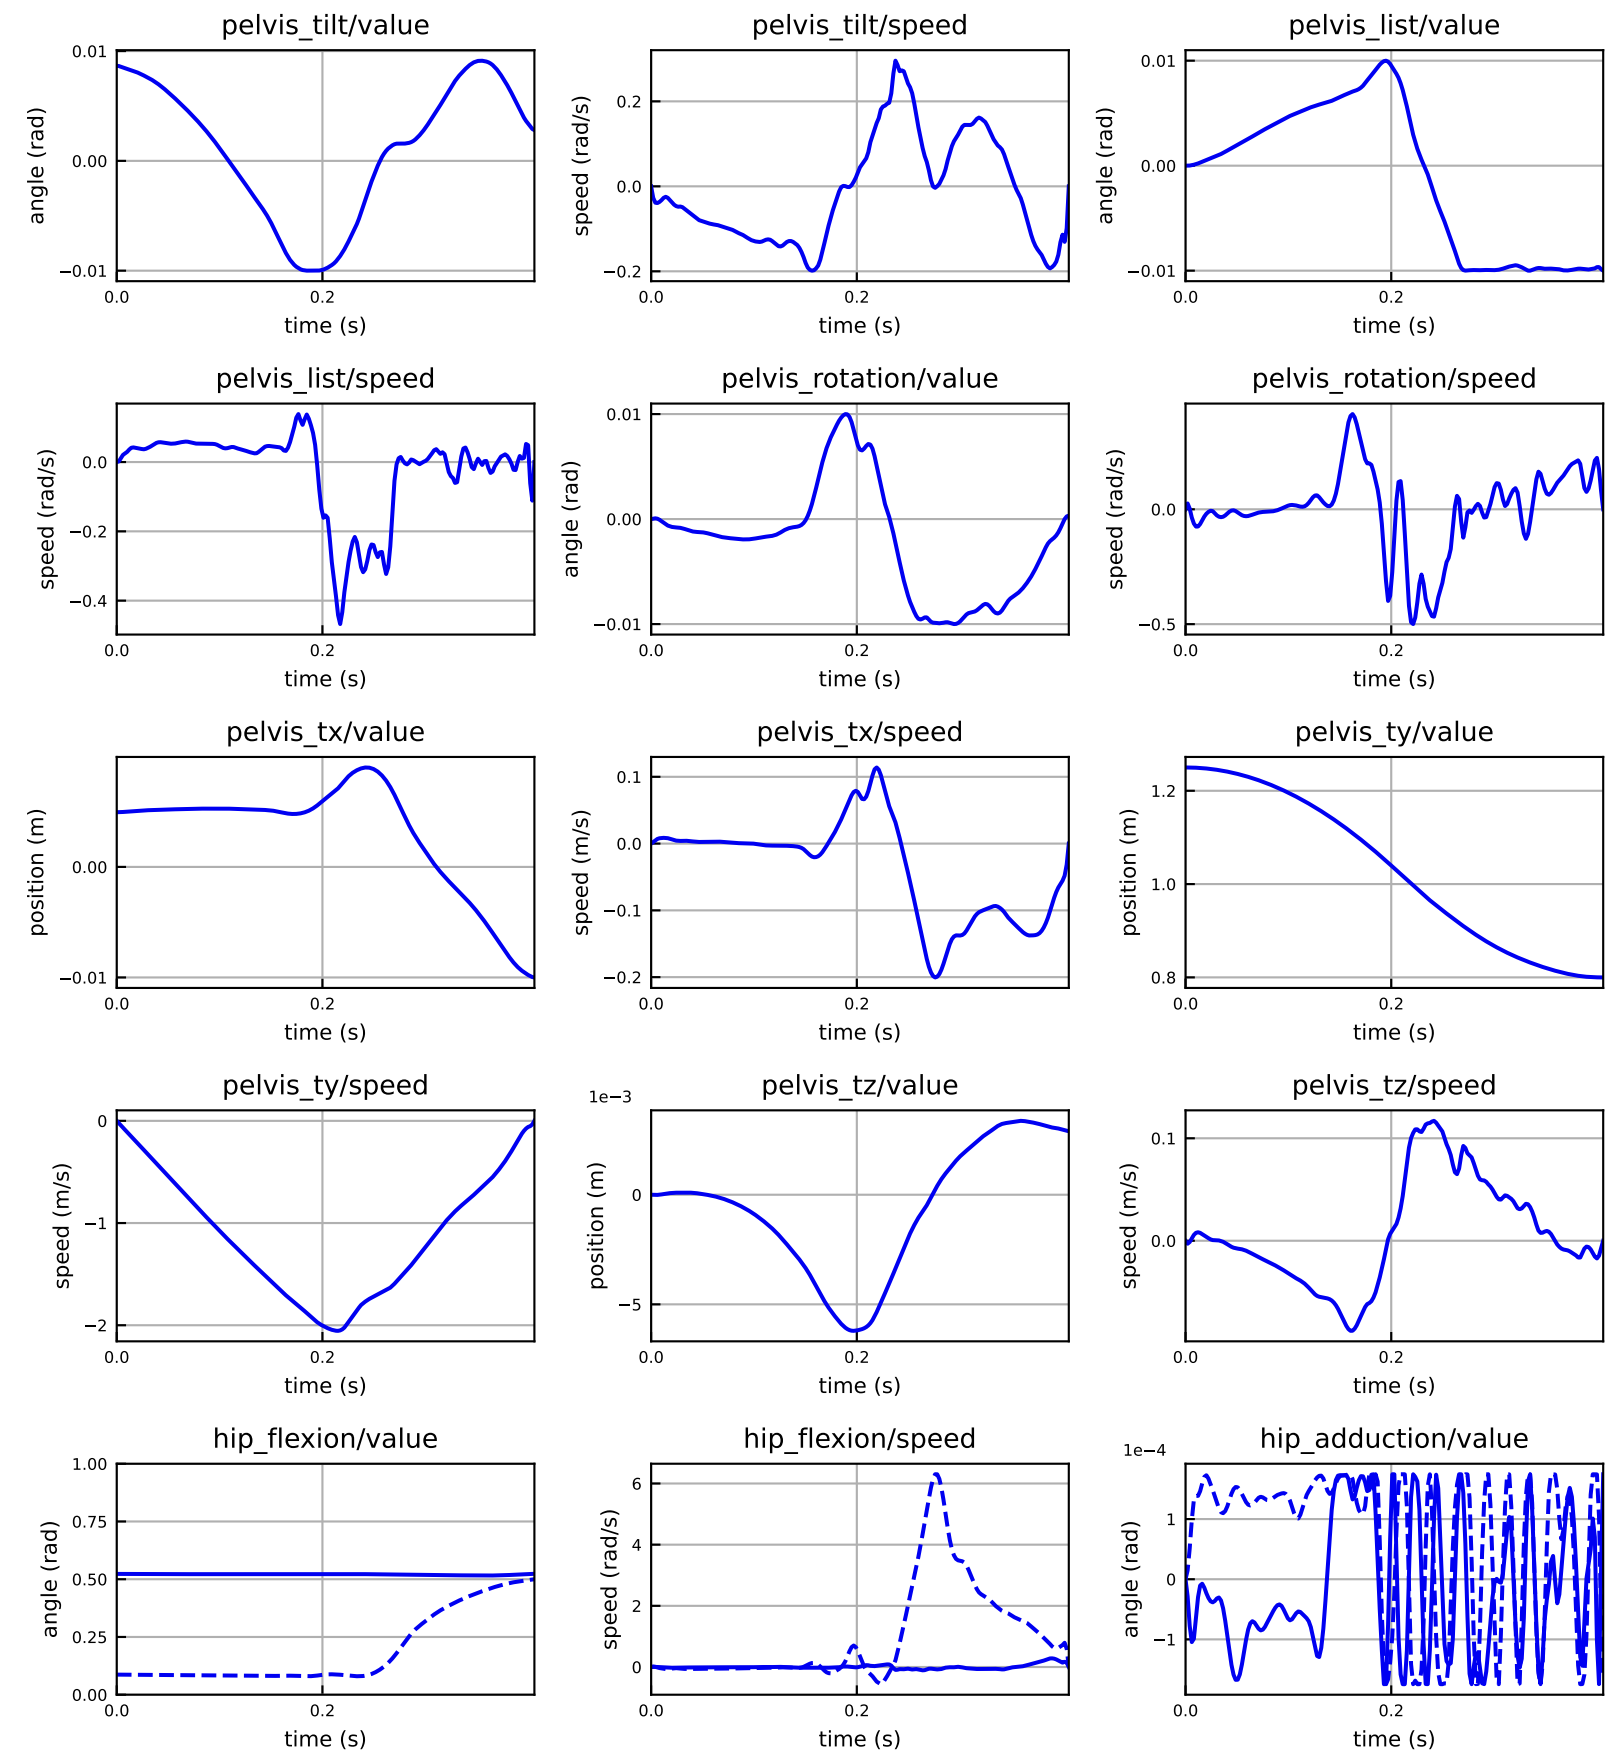 pelvis_tilt/value
pelvis_tilt/speed
pelvis_list/value
angle (rad)
0.01
0.00
−0.01
0.0
0.2
time (s)
speed (rad/s)
0.2
0.0
−0.2
0.0
0.2
time (s)
angle (rad)
0.01
0.00
−0.01
0.0
0.2
time (s)
pelvis_list/speed
pelvis_rotation/value
pelvis_rotation/speed
speed (rad/s)
0.0
−0.2
−0.4
0.0
0.2
time (s)
angle (rad)
0.01
0.00
−0.01
0.0
0.2
time (s)
speed (rad/s)
0.0
−0.5
0.0
0.2
time (s)
pelvis_tx/value
pelvis_tx/speed
pelvis_ty/value
position (m)
0.00
−0.01
0.0
0.2
time (s)
speed (m/s)
0.1
0.0
−0.1
−0.2
0.0
0.2
time (s)
position (m)
1.2
1.0
0.8
0.0
0.2
time (s)
pelvis_ty/speed
pelvis_tz/value
pelvis_tz/speed
speed (m/s)
0
−1
−2
0.0
0.2
time (s)
1e−3
position (m)
0
−5
0.0
0.2
time (s)
speed (m/s)
0.1
0.0
0.0
0.2
time (s)
hip_flexion/value
hip_flexion/speed
hip_adduction/value
angle (rad)
1.00
0.75
0.50
0.25
0.00
0.0
0.2
time (s)
speed (rad/s)
6
4
2
0
0.0
0.2
time (s)
1e−4
angle (rad)
1
0
−1
0.0
0.2
time (s)